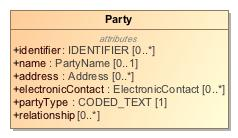 Party
attributes
+identifier : IDENTIFIER [0..*]
+name : PartyName [0..1]
+address : Address [0..*]
+electronicContact : ElectronicContact [0..*]
+partyType : CODED_TEXT [1]
+relationship [0..*]